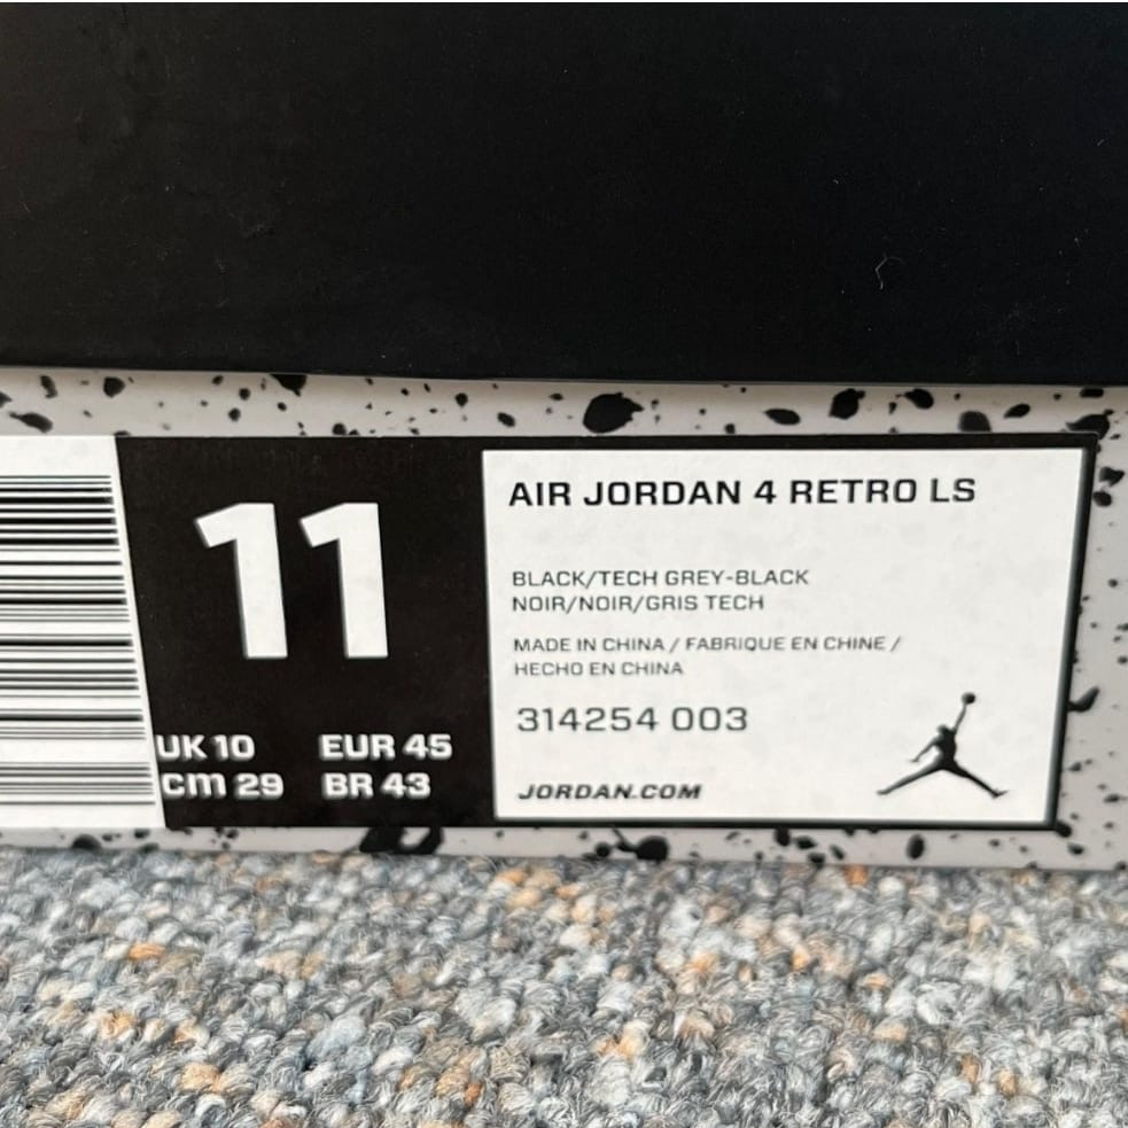 11
UK 10 EUR 45
cm 29 BR 43
AIR JORDAN 4 RETRO LS
BLACK/TECH GREY-BLACK
NOIR/NOIR/GRIS TECH
MADE IN CHINA / FABRIQUE EN CHINE /
HECHO EN CHINA
314254 003
JORDAN.COM